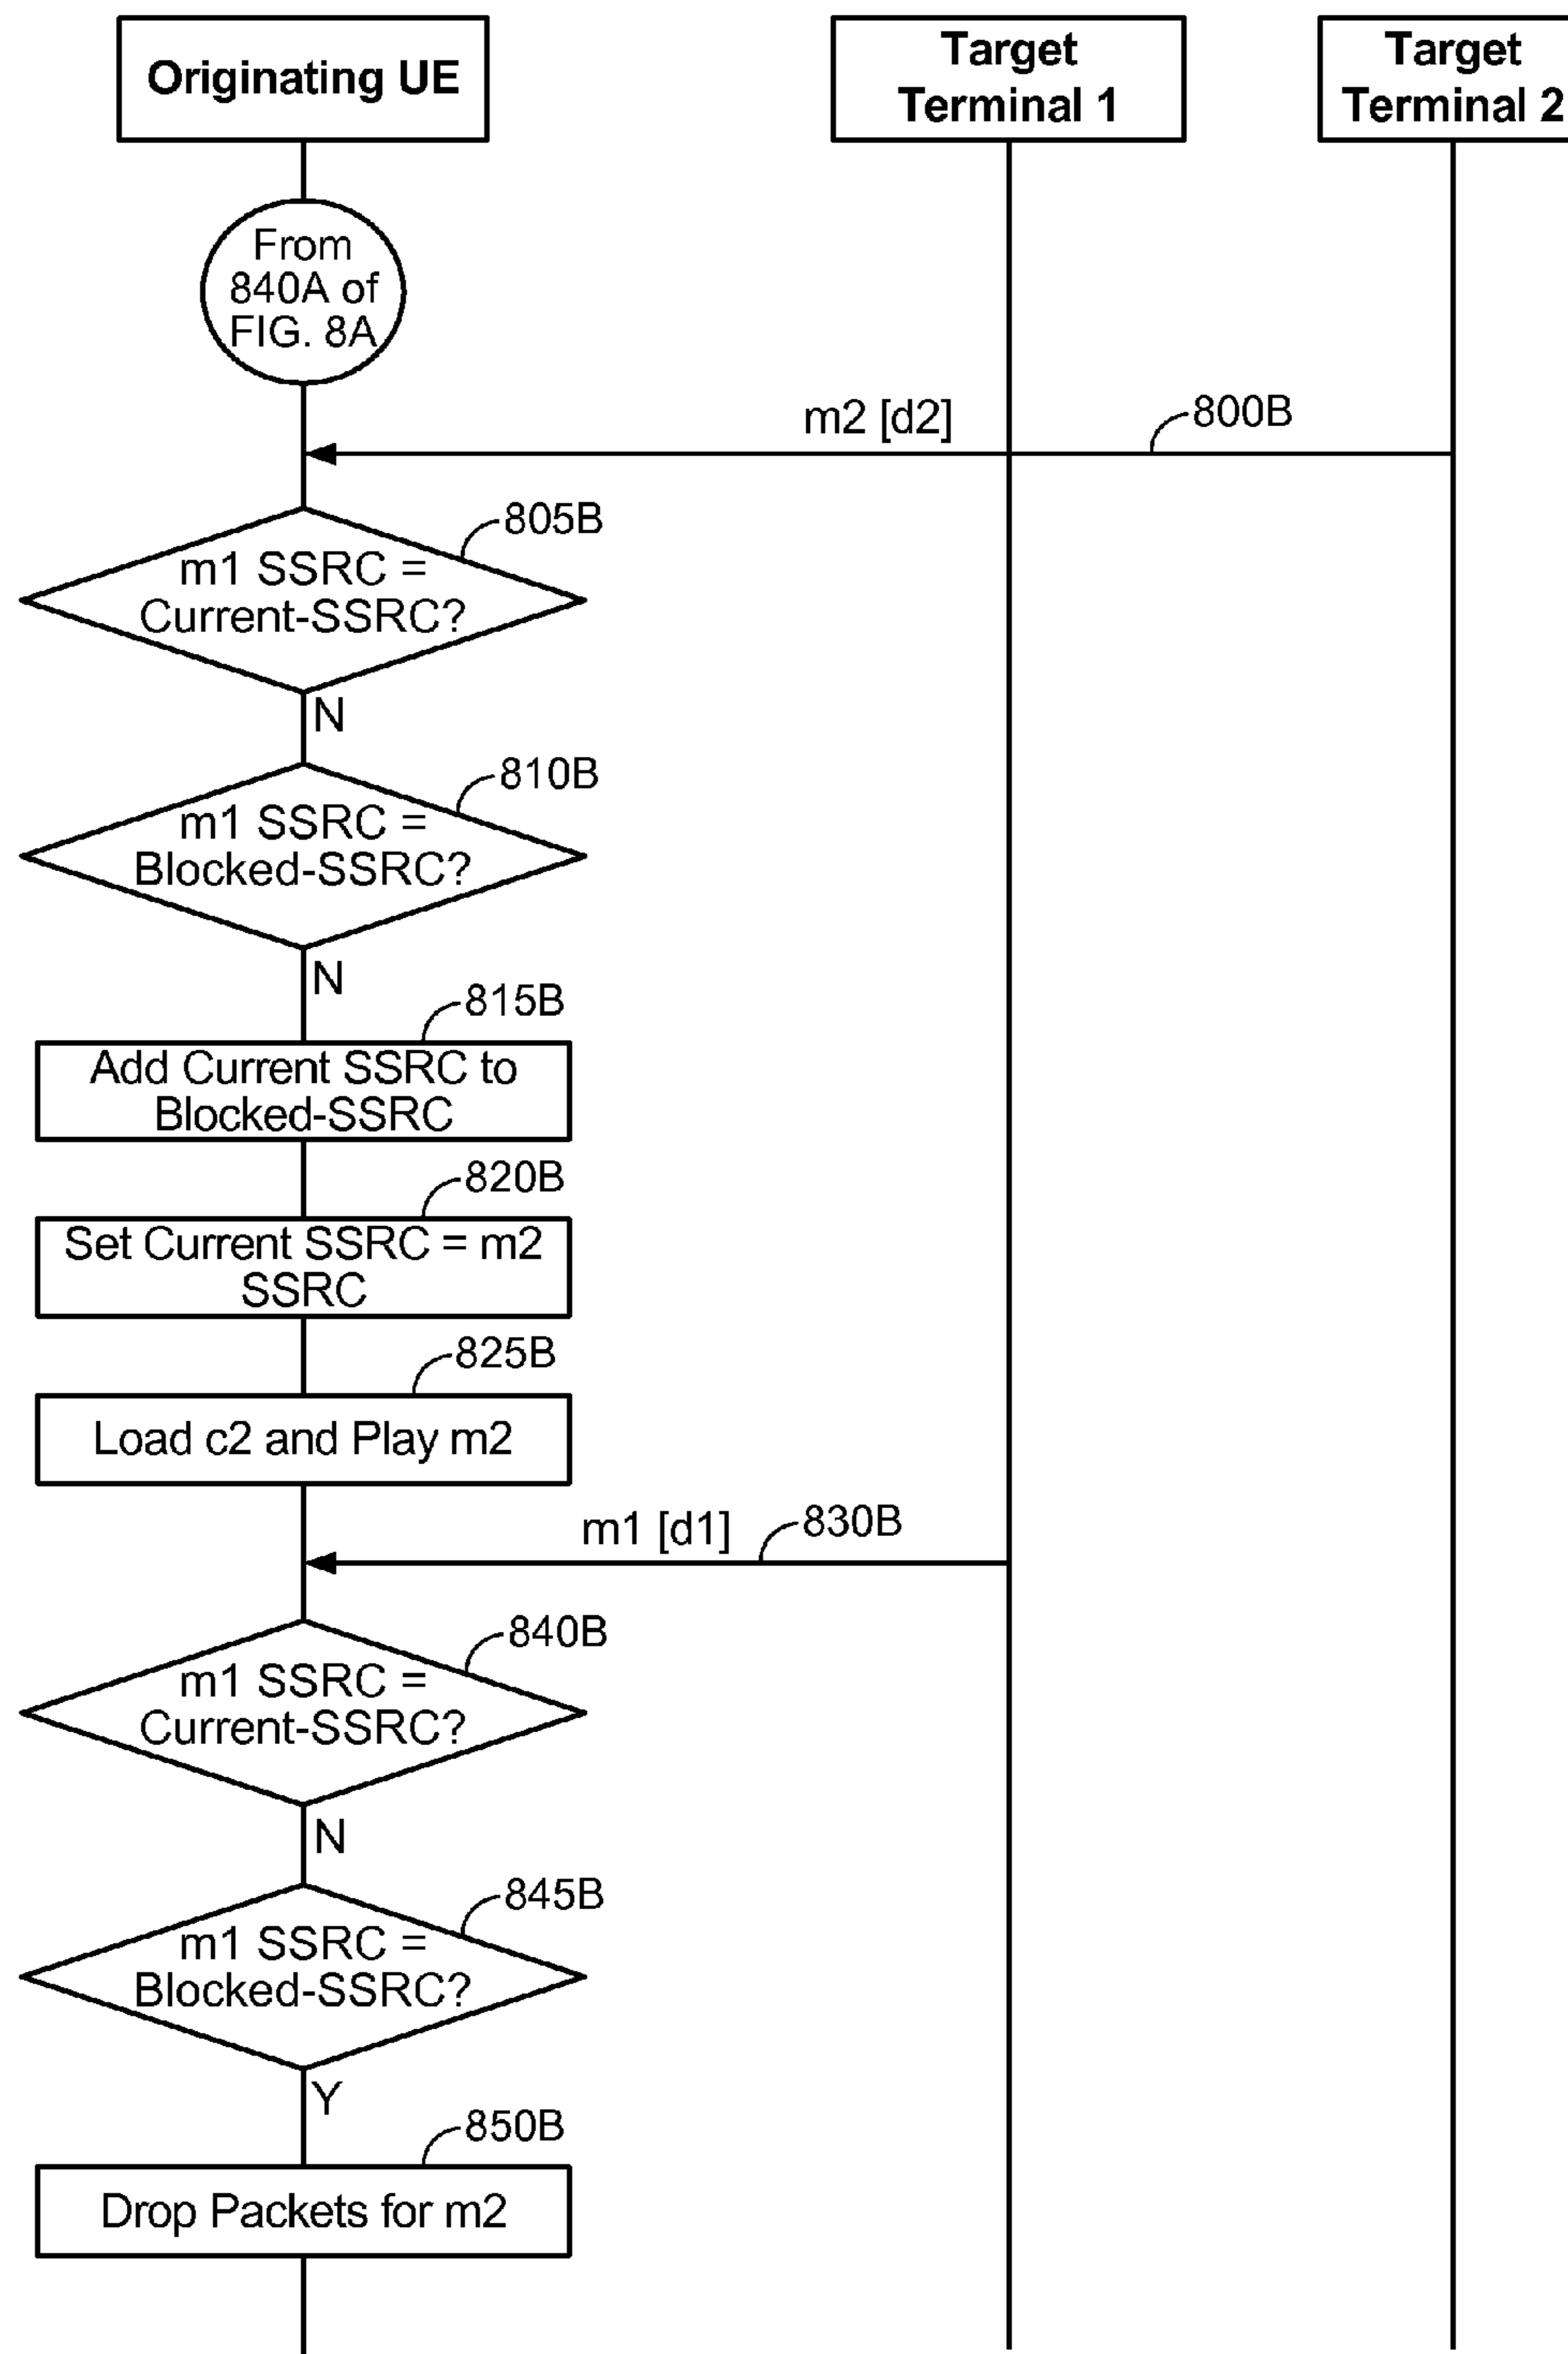 Originating UE
Target
Terminal 1
Target
Terminal 2
From
840A of
FIG. 8A
m2 [d2]
800B
805B
m1 SSRC =
Current-SSRC?
N
810B
m1 SSRC =
Blocked-SSRC?
N
815B
Add Current SSRC to
Blocked-SSRC
820B
Set Current SSRC = m2
SSRC
825B
Load c2 and Play m2
m1 [d1]
830B
840B
m1 SSRC =
Current-SSRC?
N
845B
m1 SSRC =
Blocked-SSRC?
Y
850B
Drop Packets for m2